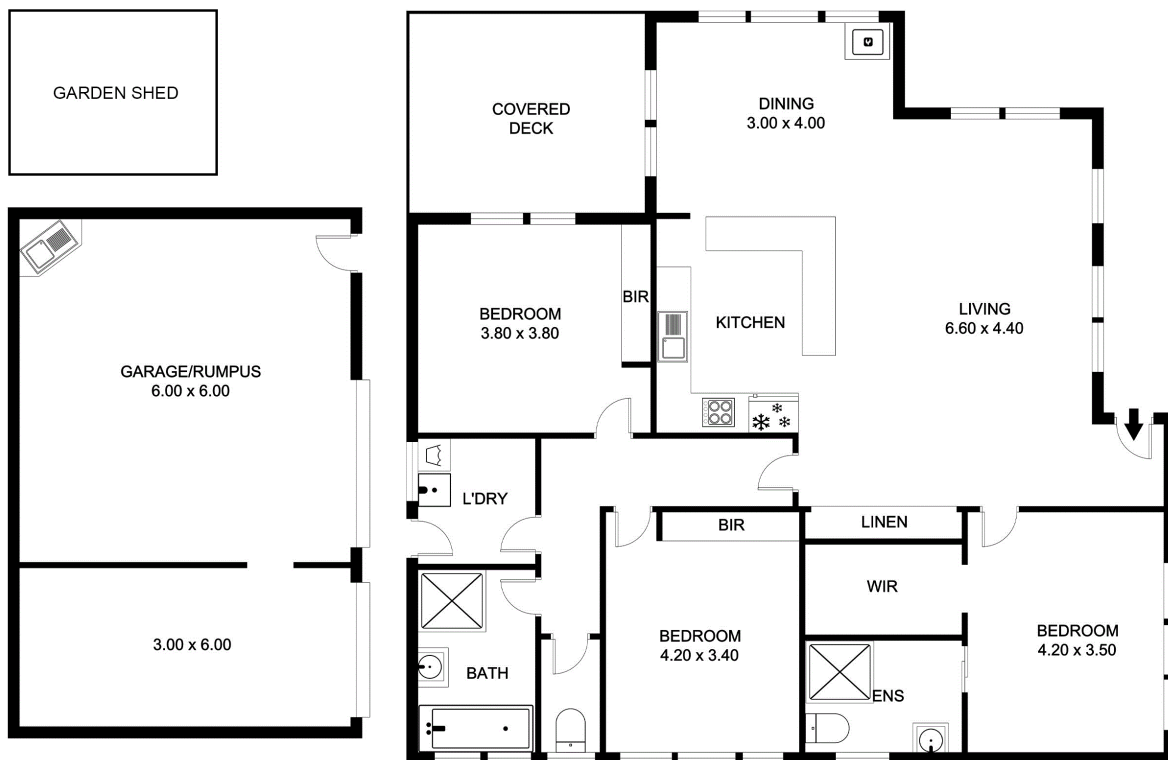 GARDEN SHED
COVERED
DECK
DINING
3.00 x 4.00
BEDROOM
3.80 x 3.80
BIR
KITCHEN
LIVING
6.60 x 4.40
GARAGE/RUMPUS
6.00 x 6.00
L'DRY
BIR
LINEN
WIR
3.00 x 6.00
BATH
BEDROOM
4.20 x 3.40
ENS
BEDROOM
4.20 x 3.50